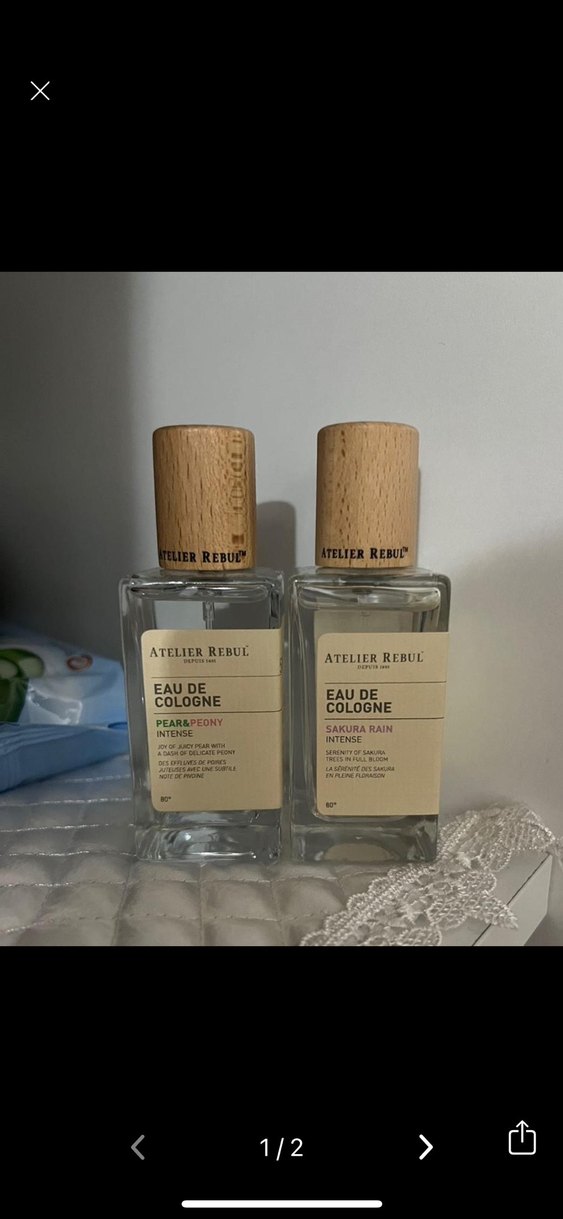 ATELIER REBUL™
ATELIER REBUL™
ATELIER REBUL
DEPUIS 1895
EAU DE
COLOGNE
PEAR&PEONY
INTENSE
JOY OF JUICY PEAR WITH
A DASH OF DELICATE PEONY
DES EFFLUVES DE POIRES
JUTEUSES AVEC UNE SUBTILE
NOTE DE PIVOINE
80°
ATELIER REBUL
DEPUIS 1895
EAU DE
COLOGNE
SAKURA RAIN
INTENSE
SERENITY OF SAKURA
TREES IN FULL BLOOM
LA SÉRÉNITÉ DES SAKURA
EN PLEINE FLORAISON
80°
1/2